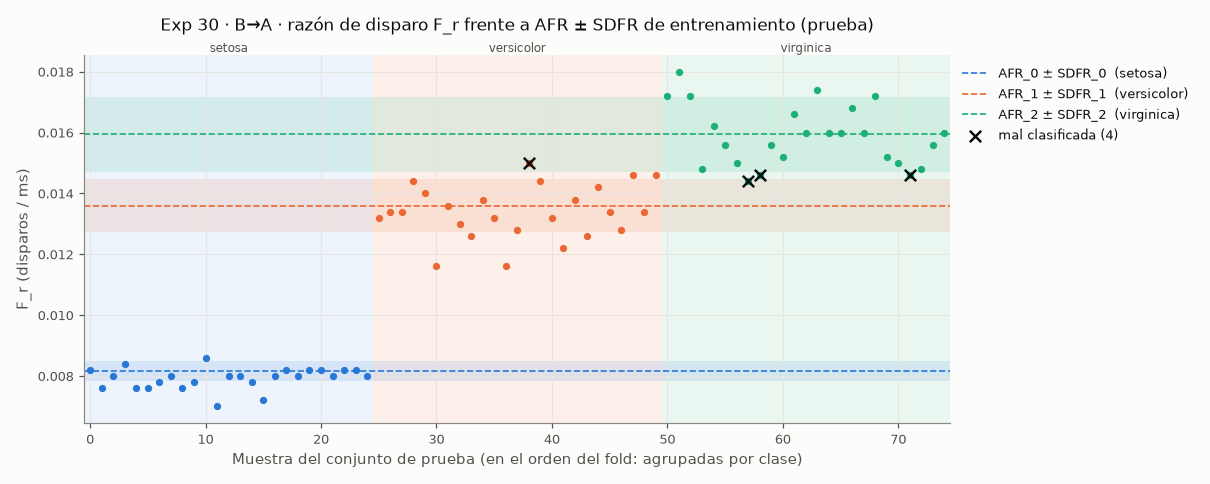 Exp 30 · B→A · razón de disparo F_r frente a AFR ± SDFR de entrenamiento (prueba)
setosa versicolor virginica
0.018
0.016
0.014
0.012
0.010
0.008
F_r (disparos / ms)
0 10 20 30 40 50 60 70
Muestra del conjunto de prueba (en el orden del fold: agrupadas por clase)
AFR_0 ± SDFR_0 (setosa)
AFR_1 ± SDFR_1 (versicolor)
AFR_2 ± SDFR_2 (virginica)
mal clasificada (4)